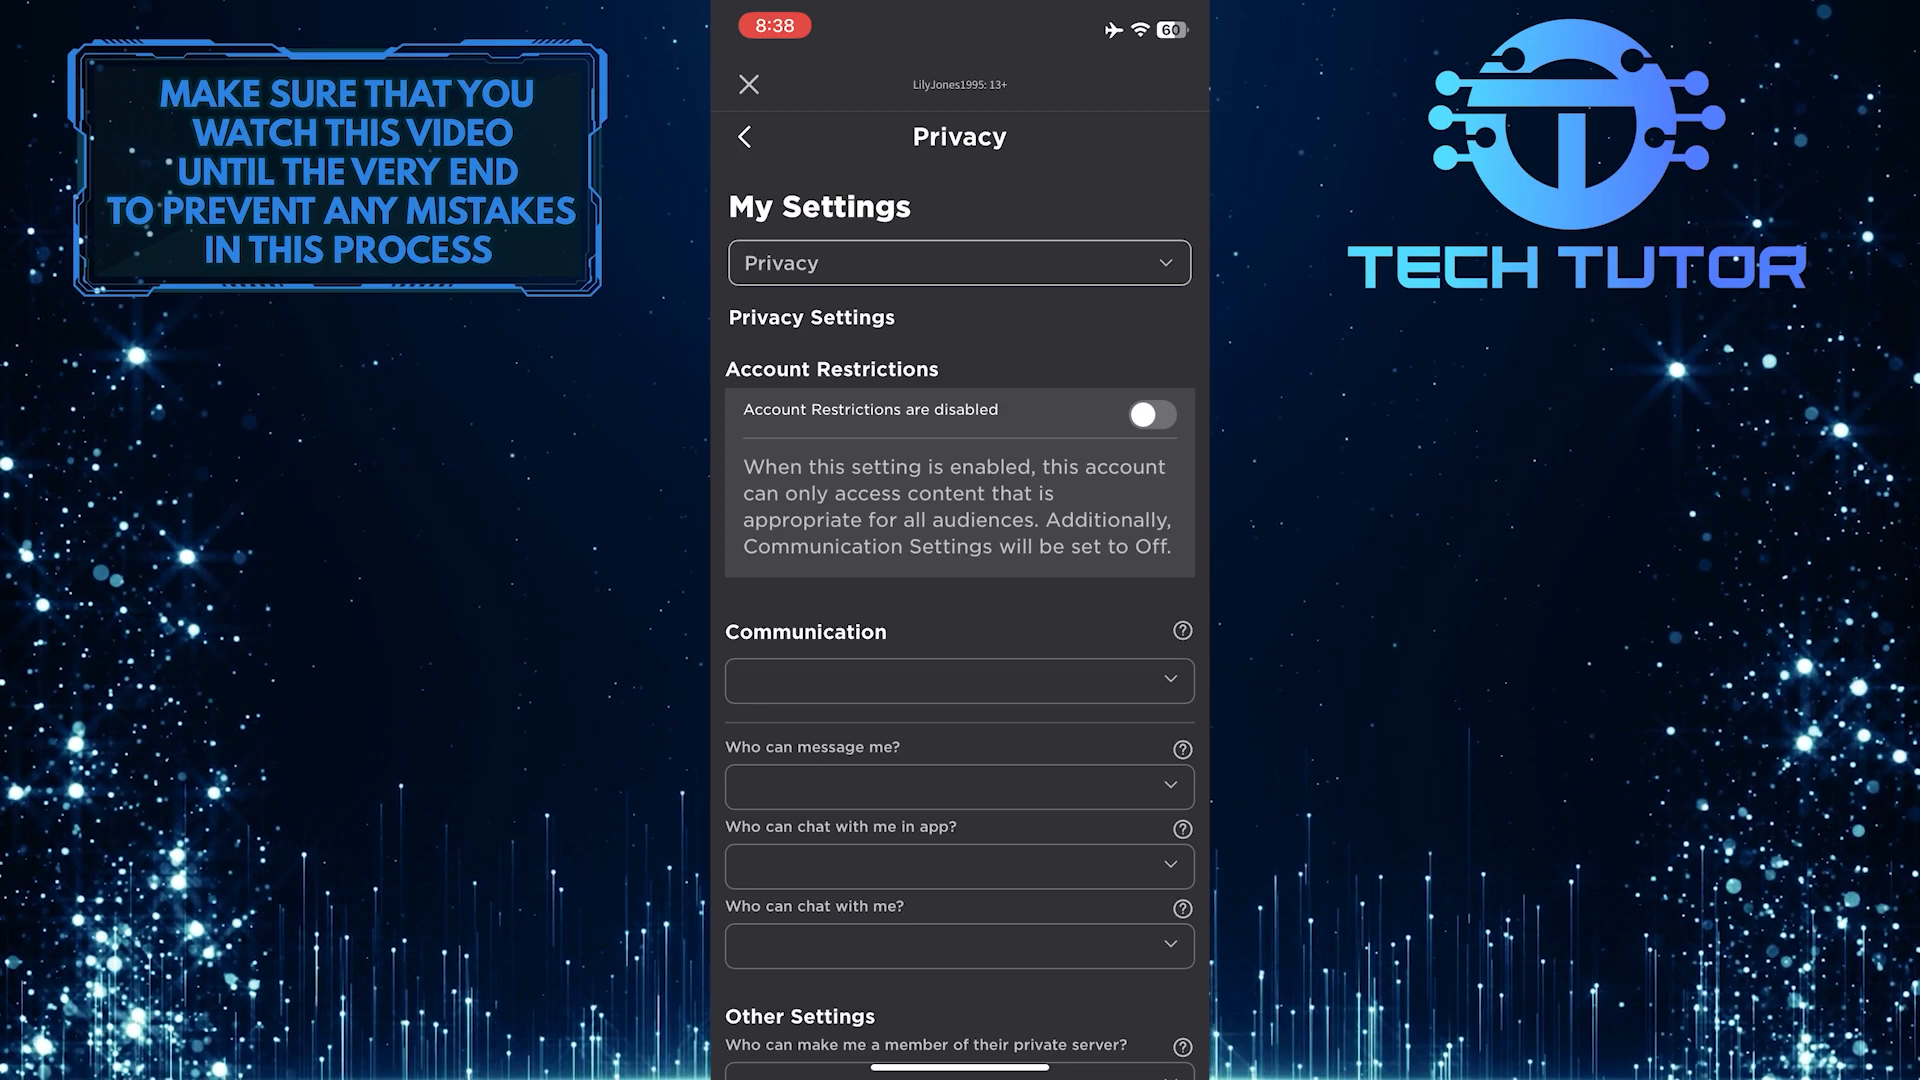 MAKE SURE THAT YOU
WATCH THIS VIDEO
UNTIL THE VERY END
TO PREVENT ANY MISTAKES
IN THIS PROCESS
8:38
60
LilyJones1995: 13+
Privacy
My Settings
Privacy
Privacy Settings
Account Restrictions
Account Restrictions are disabled
When this setting is enabled, this account
can only access content that is
appropriate for all audiences. Additionally,
Communication Settings will be set to Off.
Communication
Who can message me?
Who can chat with me in app?
Who can chat with me?
Other Settings
Who can make me a member of their private server?
TECH TUTOR